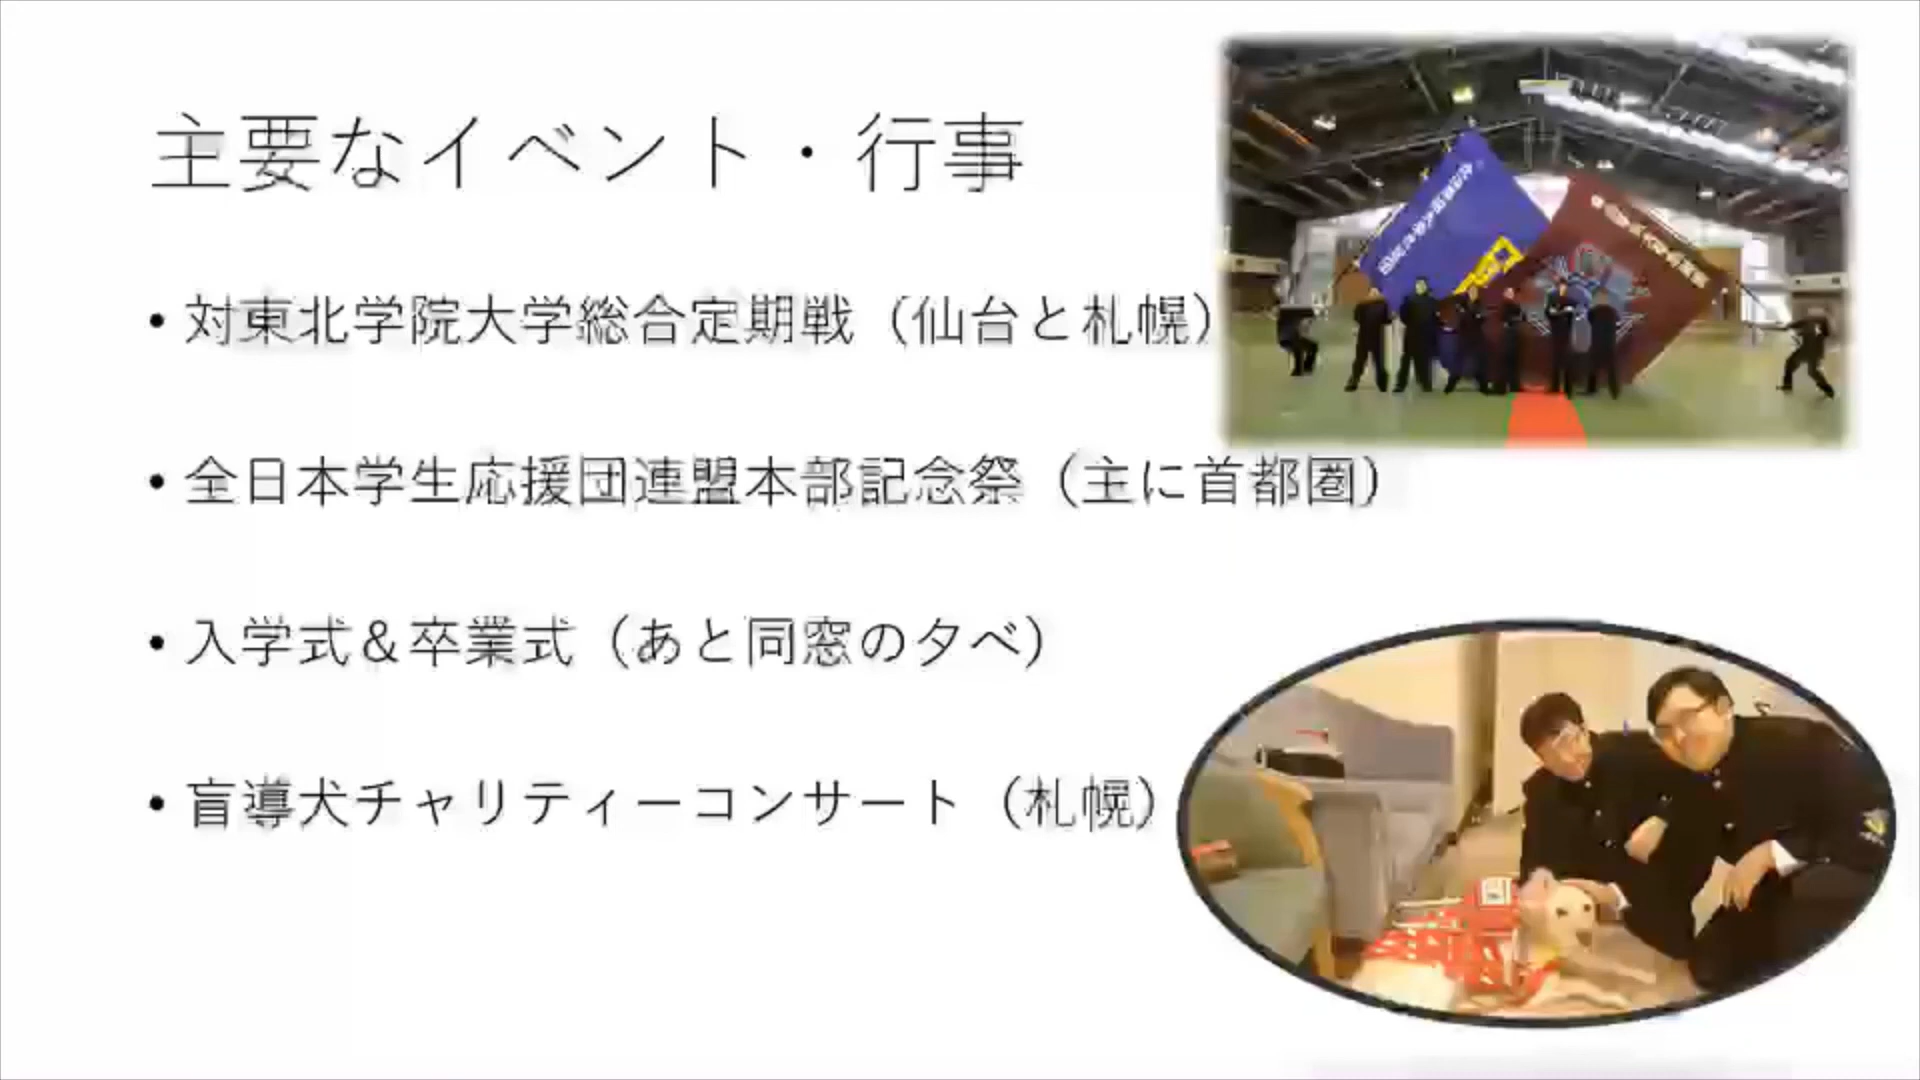 主要なイベント・行事
• 対東北学院大学総合定期戦（仙台と札幌）
• 全日本学生応援団連盟本部記念祭（主に首都圏）
• 入学式＆卒業式（あと同窓の夕べ）
• 盲導犬チャリティーコンサート（札幌）